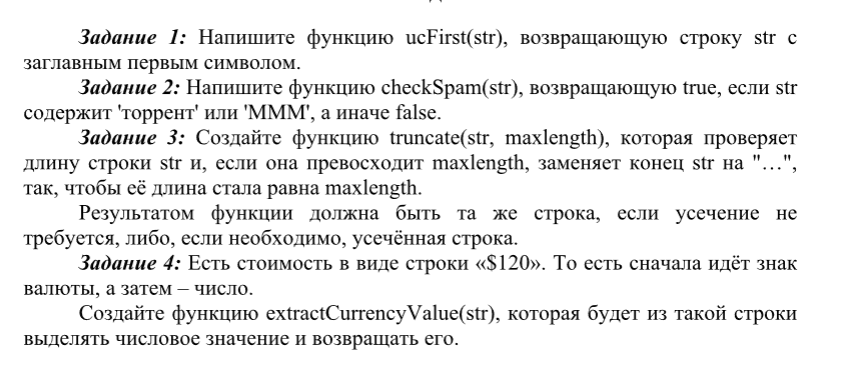 Задание 1: Напишите функцию ucFirst(str), возвращающую строку str с
заглавным первым символом.
Задание 2: Напишите функцию checkSpam(str), возвращающую true, если str
содержит 'торрент' или 'МММ', а иначе false.
Задание 3: Создайте функцию truncate(str, maxlength), которая проверяет
длину строки str и, если она превосходит maxlength, заменяет конец str на "…",
так, чтобы её длина стала равна maxlength.
Результатом функции должна быть та же строка, если усечение не
требуется, либо, если необходимо, усечённая строка.
Задание 4: Есть стоимость в виде строки «$120». То есть сначала идёт знак
валюты, а затем – число.
Создайте функцию extractCurrencyValue(str), которая будет из такой строки
выделять числовое значение и возвращать его.